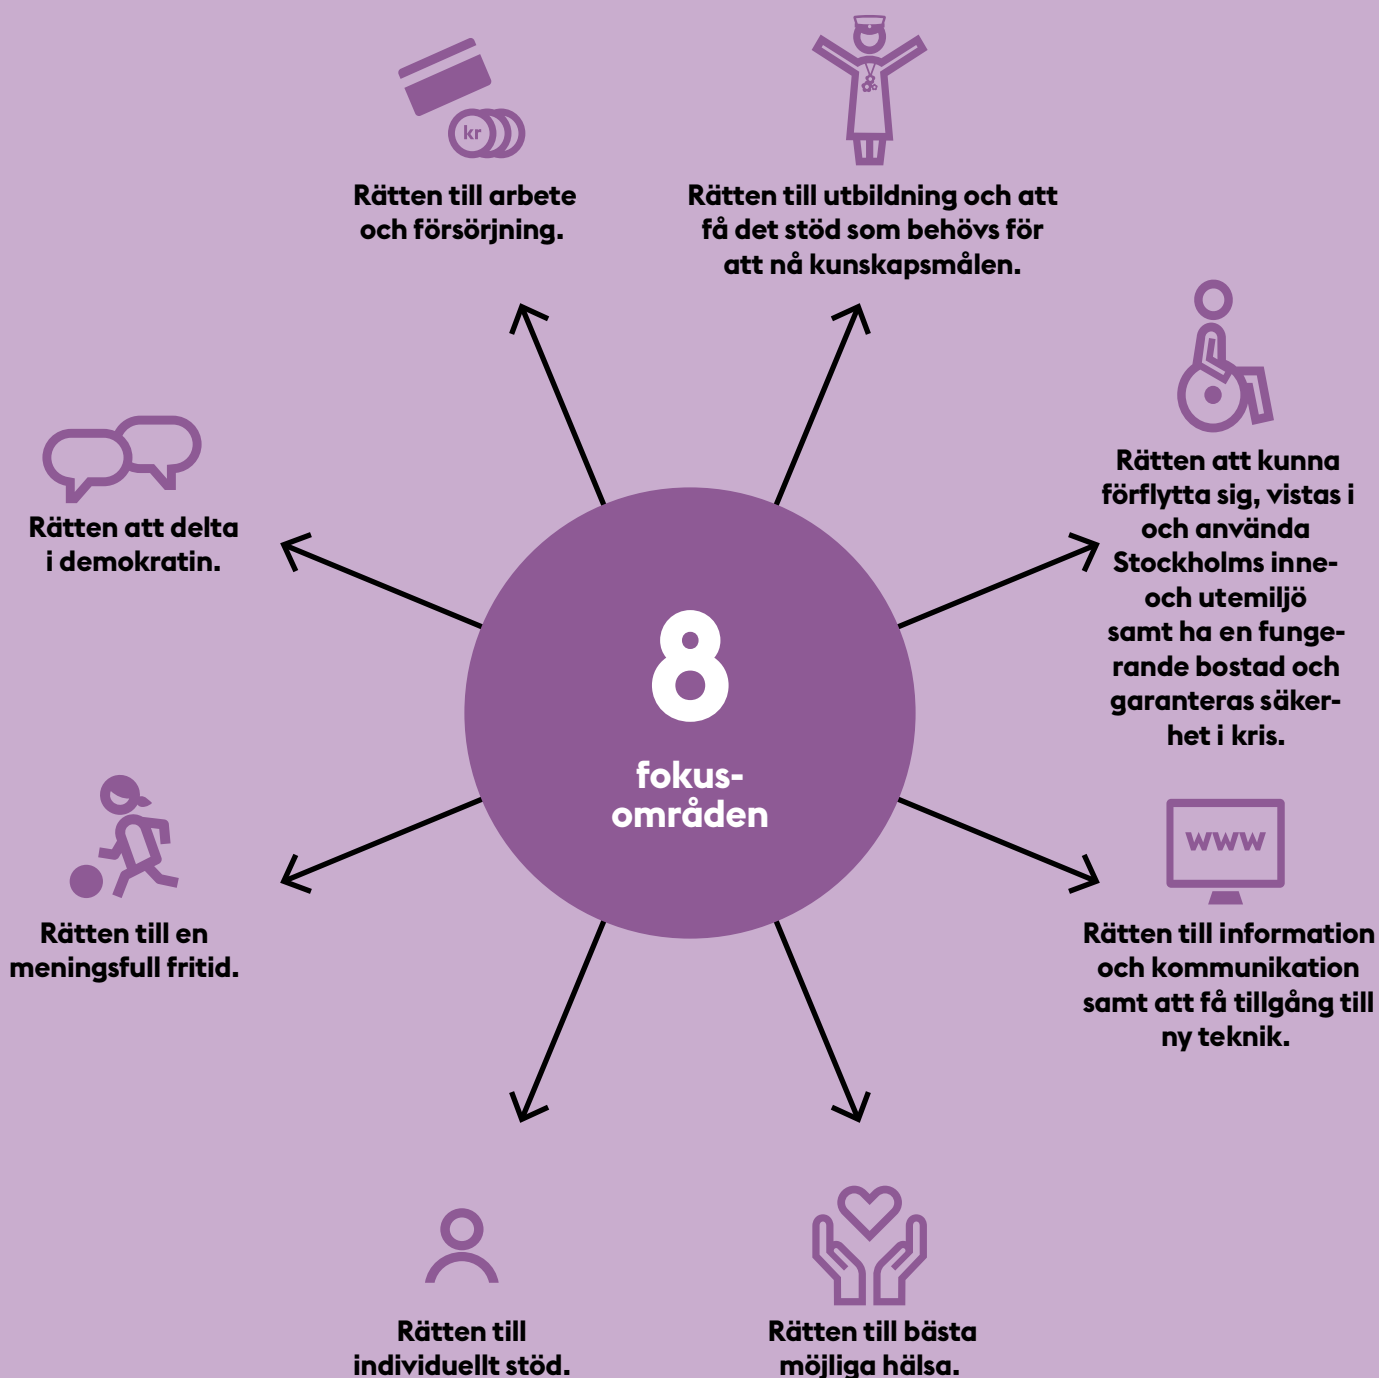 kr
Rätten till arbete
och försörjning.
Rätten till utbildning och att
få det stöd som behövs för
att nå kunskapsmålen.
Rätten att kunna
förflytta sig, vistas i
och använda
Stockholms inne-
och utemiljö
samt ha en funge-
rande bostad och
garanteras säker-
het i kris.
Rätten att delta
i demokratin.
8
fokus-
områden
www
Rätten till information
och kommunikation
samt att få tillgång till
ny teknik.
Rätten till en
meningsfull fritid.
Rätten till
individuellt stöd.
Rätten till bästa
möjliga hälsa.